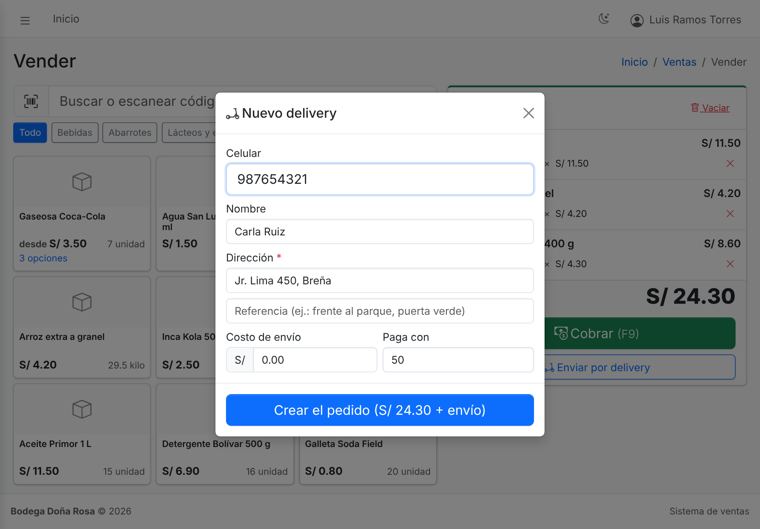 Inicio
Luis Ramos Torres
Vender
Inicio / Ventas / Vender
Buscar o escanear códig
Vaciar
Todo
Bebidas
Abarrotes
Lácteos y e
S/ 11.50
× S/ 11.50
el
S/ 4.20
× S/ 4.20
400 g
S/ 8.60
× S/ 4.30
S/ 24.30
Cobrar (F9)
Enviar por delivery
Gaseosa Coca-Cola
desde S/ 3.50
7 unidad
3 opciones
Agua San Lu
ml
S/ 1.50
Arroz extra a granel
S/ 4.20
29.5 kilo
Inca Kola 50
S/ 2.50
Aceite Primor 1 L
S/ 11.50
15 unidad
Detergente Bolívar 500 g
S/ 6.90
16 unidad
Galleta Soda Field
S/ 0.80
20 unidad
Nuevo delivery
Celular
987654321
Nombre
Carla Ruiz
Dirección *
Jr. Lima 450, Breña
Referencia (ej.: frente al parque, puerta verde)
Costo de envío
Paga con
S/ 0.00
50
Crear el pedido (S/ 24.30 + envío)
Bodega Doña Rosa © 2026
Sistema de ventas